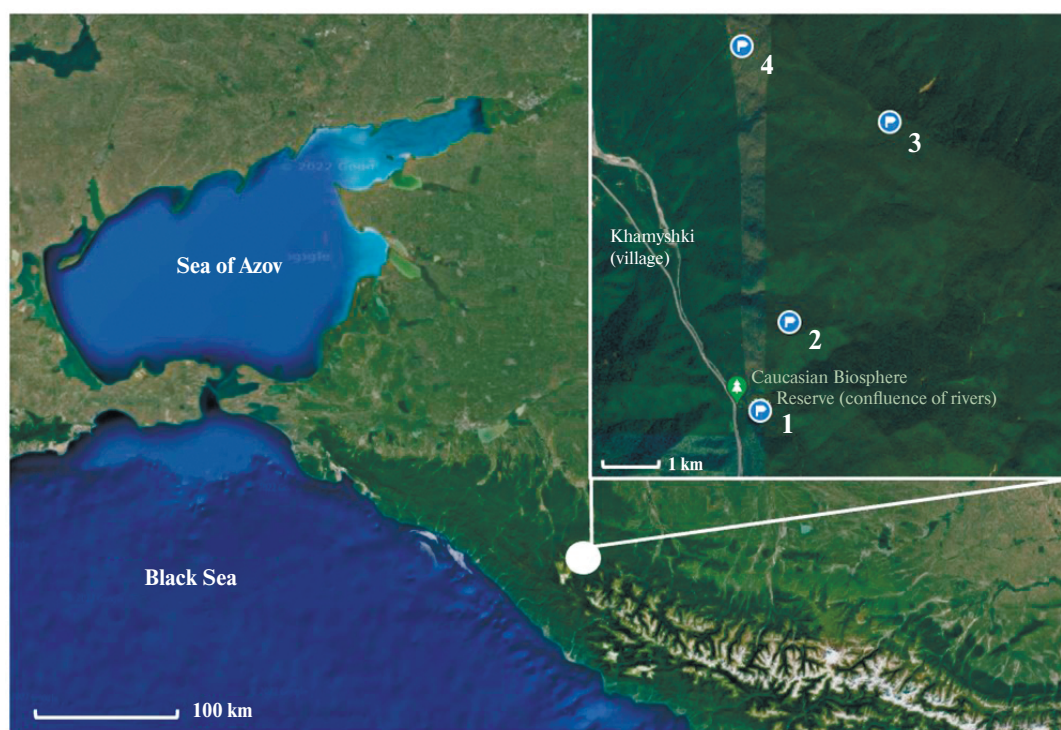 4
3
Khamyshki
(village)
Sea of Azov
2
Caucasian Biosphere
Reserve (confluence of rivers)
1
1 km
Black Sea
100 km